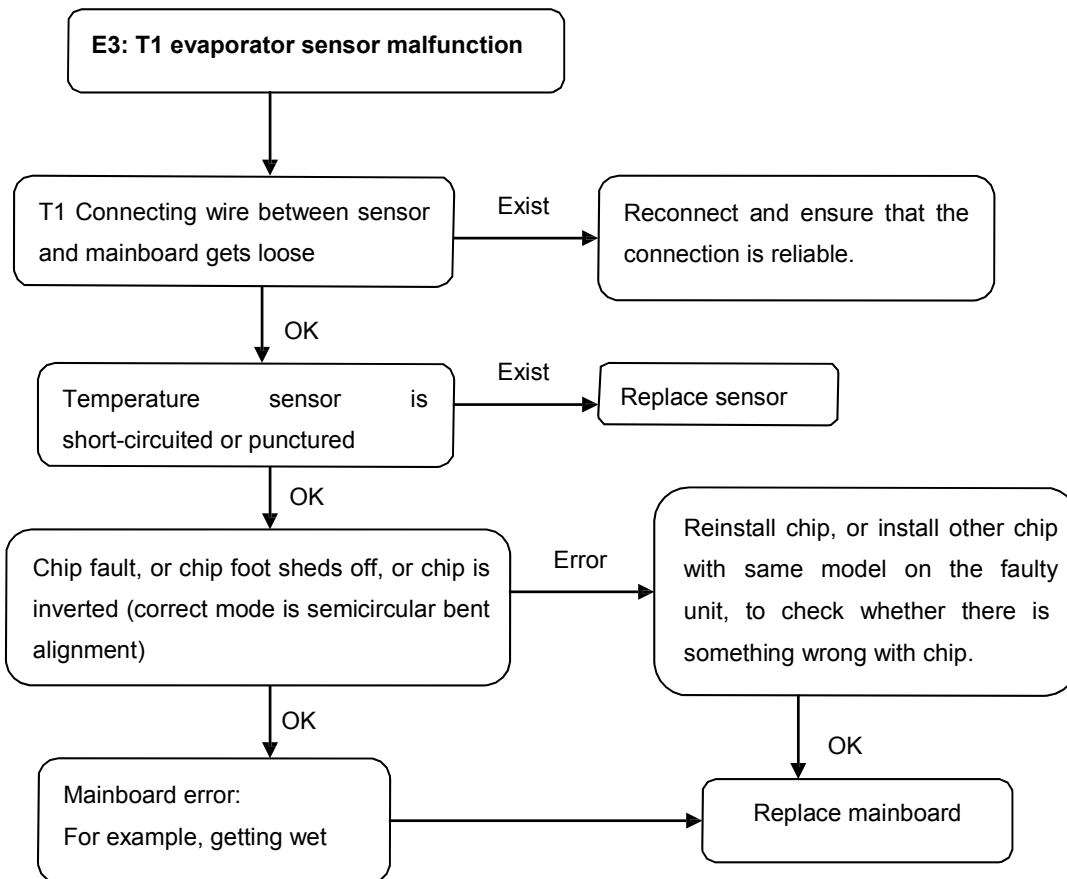 E3: T1 evaporator sensor malfunction
T1 Connecting wire between sensor
and mainboard gets loose
Exist
Reconnect and ensure that the
connection is reliable.
OK
Temperature sensor is
short-circuited or punctured
Exist
Replace sensor
OK
Chip fault, or chip foot sheds off, or chip is
inverted (correct mode is semicircular bent
alignment)
Error
Reinstall chip, or install other chip
with same model on the faulty
unit, to check whether there is
something wrong with chip.
OK
OK
Mainboard error:
For example, getting wet
Replace mainboard